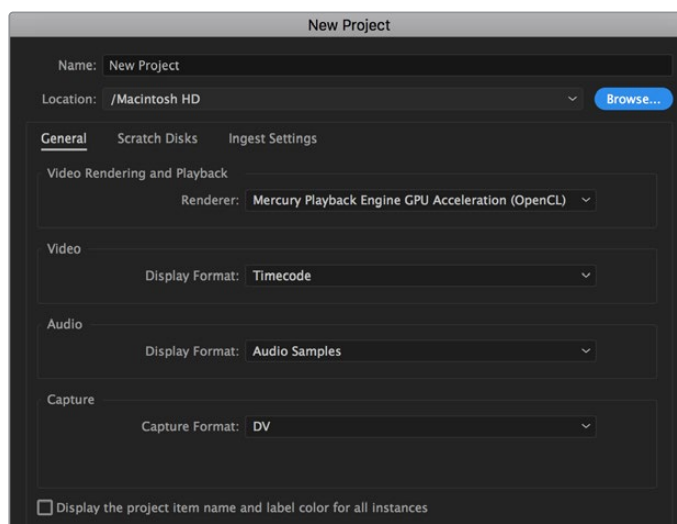 New Project
Name: New Project
Location: /Macintosh HD Browse...
General Scratch Disks Ingest Settings
Video Rendering and Playback
Renderer: Mercury Playback Engine GPU Acceleration (OpenCL)
Video
Display Format: Timecode
Audio
Display Format: Audio Samples
Capture
Capture Format: DV
Display the project item name and label color for all instances